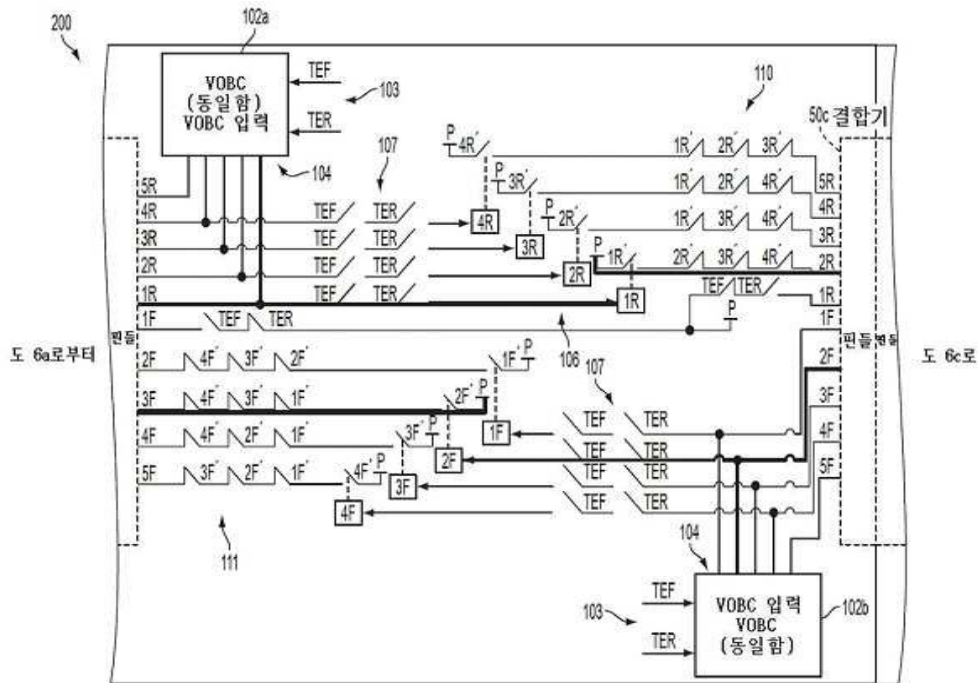 200
102a
VOBC
(동일함)
VOBC 입력
TEF
TER
103
104
107
110
50c 결합기
P 4R′ 1R′ 2R′ 3R′ 5R
P 3R′ 1R′ 2R′ 4R′ 4R
P 2R′ 1R′ 3R′ 4R′ 3R
P 1R′ 2R′ 3R′ 4R′ 2R
5R
4R TEF TER 4R
3R TEF TER 3R
2R TEF TER 2R
1R TEF TER 1R
TEF TER 1R
1F TEF TER P
106
도 6a로부터
핀들
핀들
핀들
도 6c로
2F 4F′ 3F′ 2F′ 1F′ P
3F 4F′ 3F′ 1F′ 2F′ P
4F 4F′ 2F′ 1F′ 3F′ P
5F 3F′ 2F′ 1F′ 4F′ P
111
107
1F
1F TEF TER 2F
2F TEF TER 3F
3F TEF TER 4F
4F TEF TER 5F
104
103
TEF
TER
VOBC 입력
VOBC
(동일함)
102b